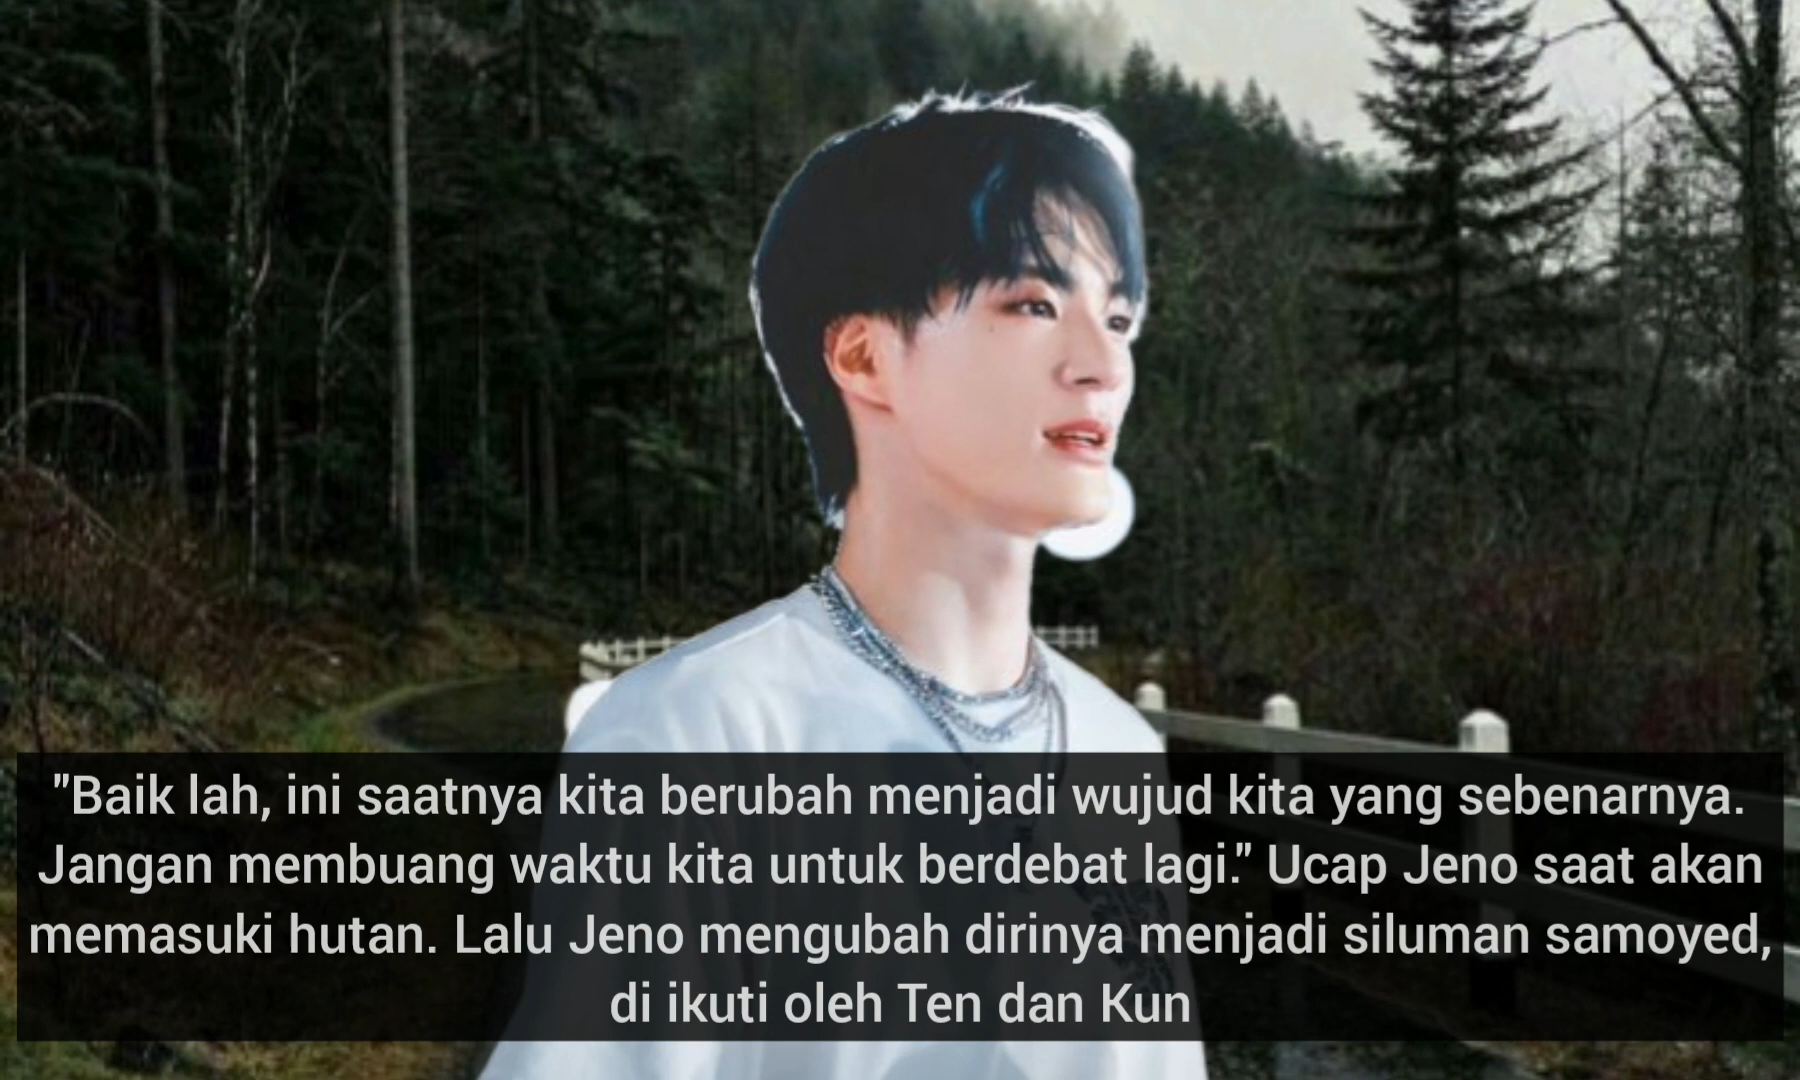 "Baik lah, ini saatnya kita berubah menjadi wujud kita yang sebenarnya.
Jangan membuang waktu kita untuk berdebat lagi." Ucap Jeno saat akan
memasuki hutan. Lalu Jeno mengubah dirinya menjadi siluman samoyed,
di ikuti oleh Ten dan Kun